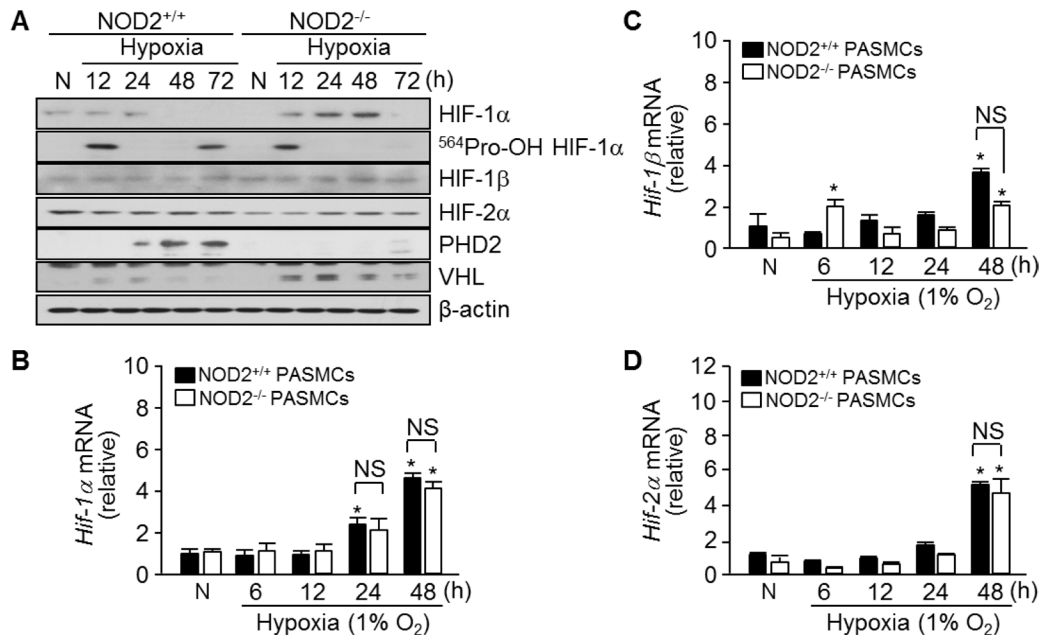 A
NOD2+/+ NOD2-/-
Hypoxia Hypoxia
N 12 24 48 72 N 12 24 48 72 (h)
HIF-1α
564Pro-OH HIF-1α
HIF-1β
HIF-2α
PHD2
VHL
β-actin
B
NOD2+/+ PASMCs
NOD2-/- PASMCs
Hif-1α mRNA
(relative)
10
8
6
4
2
0
NS
NS
* * *
N 6 12 24 48 (h)
Hypoxia (1% O2)
C
NOD2+/+ PASMCs
NOD2-/- PASMCs
Hif-1β mRNA
(relative)
10
8
6
4
2
0
NS
* * *
N 6 12 24 48 (h)
Hypoxia (1% O2)
D
NOD2+/+ PASMCs
NOD2-/- PASMCs
Hif-2α mRNA
(relative)
12
10
8
6
4
2
0
NS
* *
N 6 12 24 48 (h)
Hypoxia (1% O2)